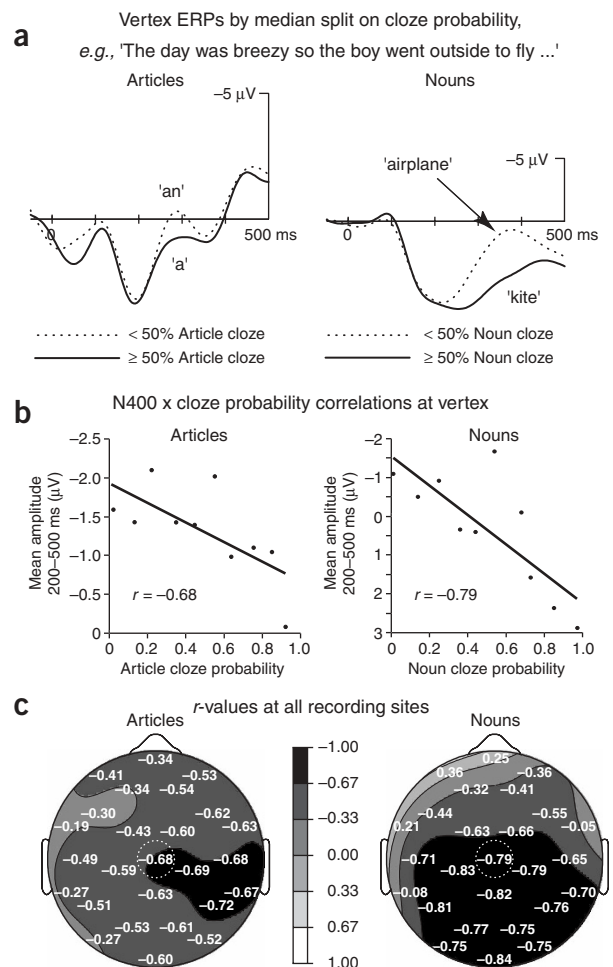 a
Vertex ERPs by median split on cloze probability,
e.g., 'The day was breezy so the boy went outside to fly ...'
Articles
Nouns
–5 µV
–5 µV
'an'
'a'
0
500 ms
'airplane'
'kite'
0
500 ms
< 50% Article cloze
≥ 50% Article cloze
< 50% Noun cloze
≥ 50% Noun cloze
b
N400 x cloze probability correlations at vertex
Articles
Mean amplitude
200–500 ms (µV)
–2.5
–2.0
–1.5
–1.0
–0.5
0
r = –0.68
0 0.2 0.4 0.6 0.8 1.0
Article cloze probability
Nouns
Mean amplitude
200–500 ms (µV)
–2
–1
0
1
2
3
r = –0.79
0 0.2 0.4 0.6 0.8 1.0
Noun cloze probability
c
r-values at all recording sites
Articles
–0.34
–0.41 –0.53
–0.34 –0.54
–0.30 –0.62
–0.19 –0.63
–0.43 –0.60
–0.49 –0.68 –0.68
–0.59 –0.69
–0.27 –0.63 –0.67
–0.51 –0.72
–0.53 –0.61
–0.27 –0.52
–0.60
–1.00
–0.67
–0.33
0.00
0.33
0.67
1.00
Nouns
0.25
0.36 –0.36
–0.32 –0.41
–0.44 –0.55
0.21 –0.05
–0.63 –0.66
–0.71 –0.79 –0.65
–0.83 –0.79
–0.08 –0.82 –0.70
–0.81 –0.76
–0.77 –0.75
–0.75 –0.75
–0.84